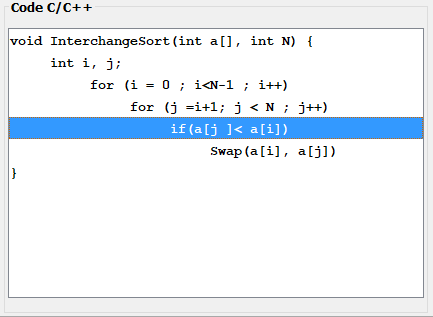 Code C/C++
void InterchangeSort(int a[], int N) {
int i, j;
for (i = 0 ; i<N-1 ; i++)
for (j =i+1; j < N ; j++)
if(a[j ]< a[i])
Swap(a[i], a[j])
}